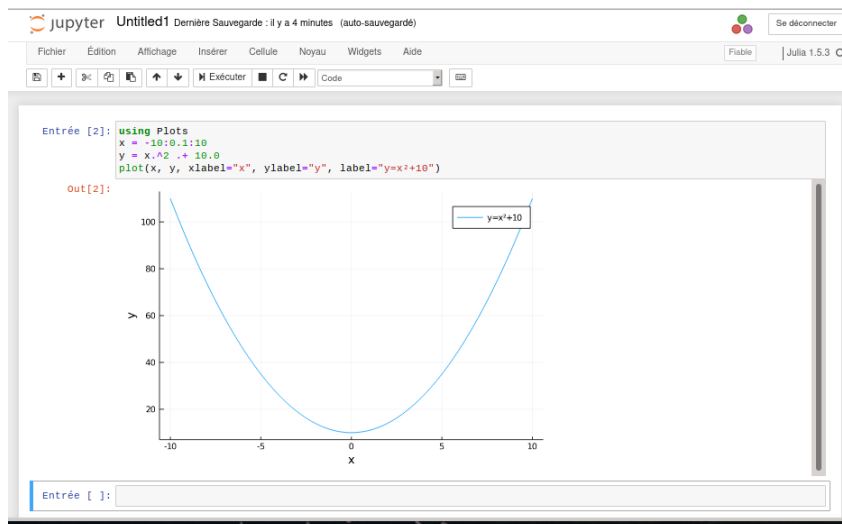 jupyter Untitled1 Dernière Sauvegarde : il y a 4 minutes (auto-sauvegardé)
Se déconnecter
Fichier Édition Affichage Insérer Cellule Noyau Widgets Aide
Fiable Julia 1.5.3
Exécuter Code
Entrée [2]: using Plots
x = -10:0.1:10
y = x.^2 .+ 10.0
plot(x, y, xlabel="x", ylabel="y", label="y=x²+10")
Out[2]:
y=x²+10
100
80
y 60
40
20
-10 -5 0 5 10
x
Entrée [ ]: